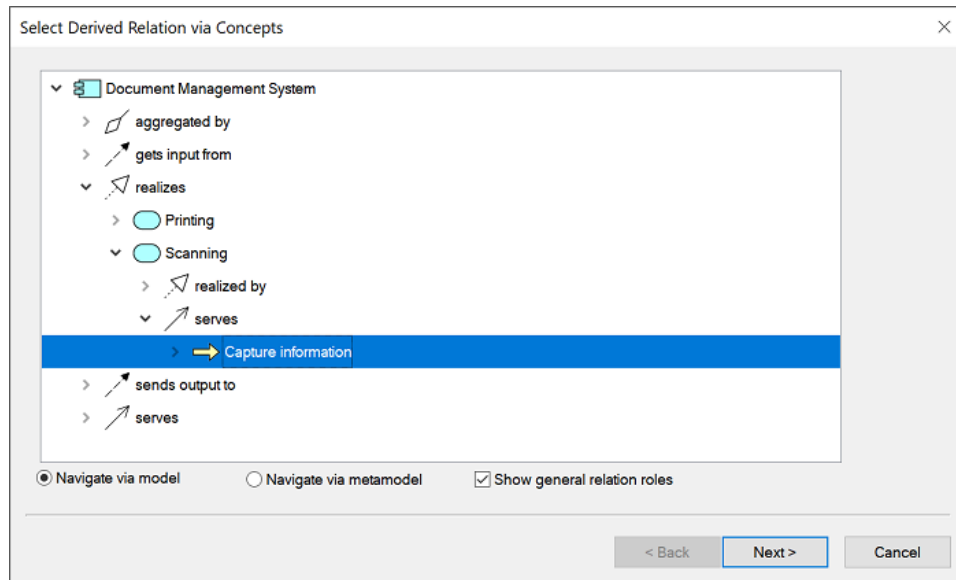 Select Derived Relation via Concepts
Document Management System
aggregated by
gets input from
realizes
Printing
Scanning
realized by
serves
Capture information
sends output to
serves
Navigate via model Navigate via metamodel Show general relation roles
< Back Next > Cancel